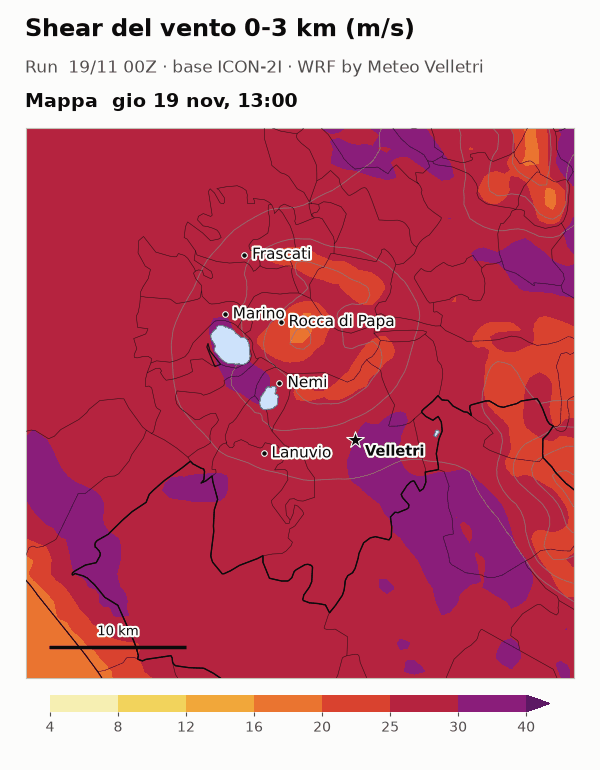 Shear del vento 0-3 km (m/s)
Run  19/11 00Z · base ICON-2I · WRF by Meteo Velletri
Mappa  gio 19 nov, 13:00
Frascati
Marino
Rocca di Papa
Nemi
Velletri
Lanuvio
10 km
4 8 12 16 20 25 30 40